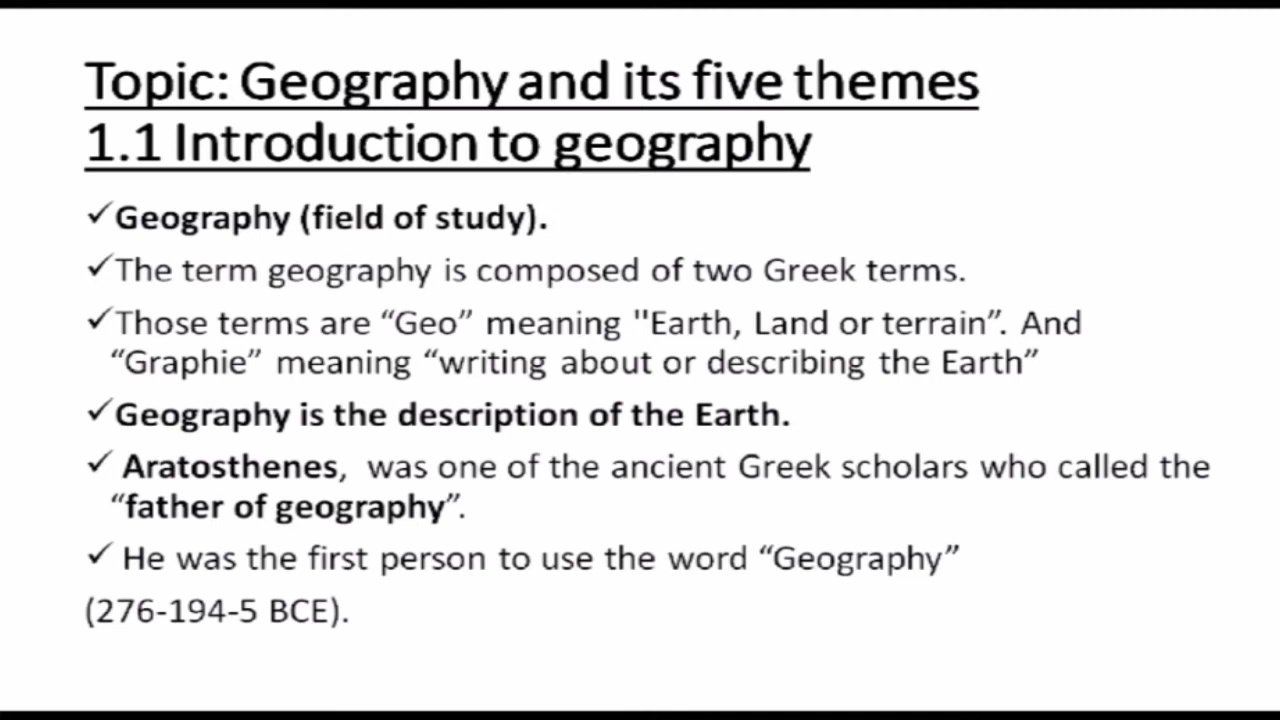 Topic: Geography and its five themes
1.1 Introduction to geography
✓Geography (field of study).
✓The term geography is composed of two Greek terms.
✓Those terms are “Geo” meaning "Earth, Land or terrain”. And
“Graphie” meaning “writing about or describing the Earth”
✓Geography is the description of the Earth.
✓ Aratosthenes, was one of the ancient Greek scholars who called the
“father of geography”.
✓ He was the first person to use the word “Geography”
(276-194-5 BCE).